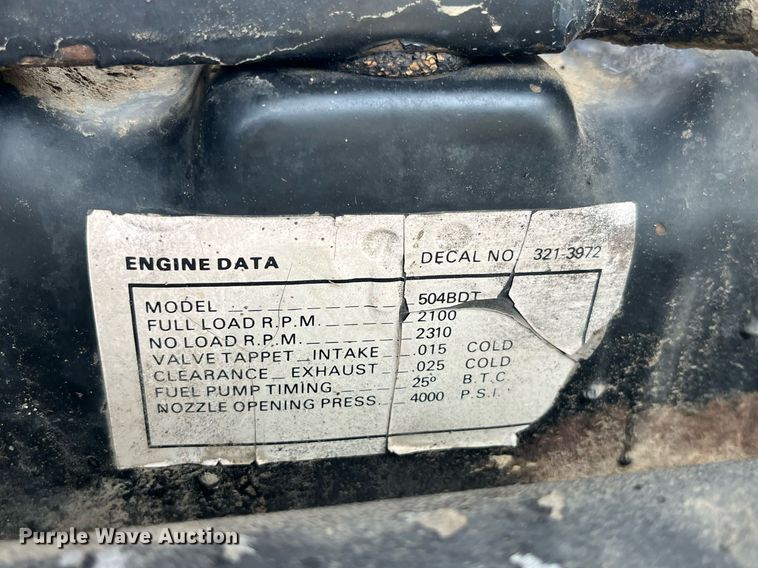 ENGINE DATA DECAL NO. 321-3972
MODEL 504BDT
FULL LOAD R.P.M. 2100
NO LOAD R.P.M. 2310
VALVE TAPPET INTAKE .015 COLD
CLEARANCE EXHAUST .025 COLD
FUEL PUMP TIMING 25° B.T.C.
NOZZLE OPENING PRESS. 4000 P.S.I.
Purple Wave Auction